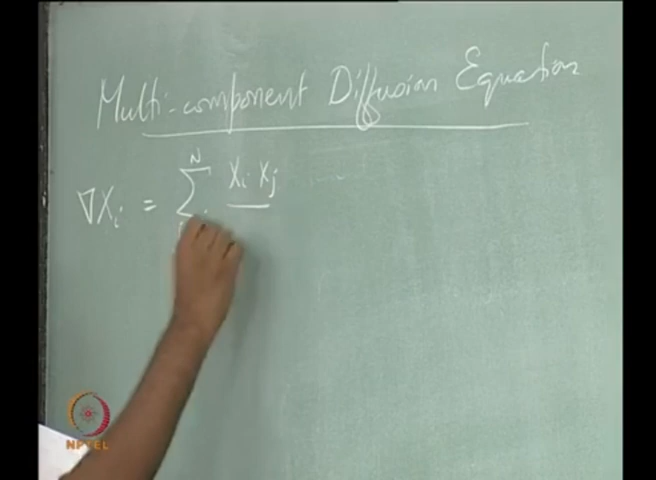 Multi-component Diffusion Equation
∇Xᵢ = Σ N Xᵢ Xⱼ
NPTEL